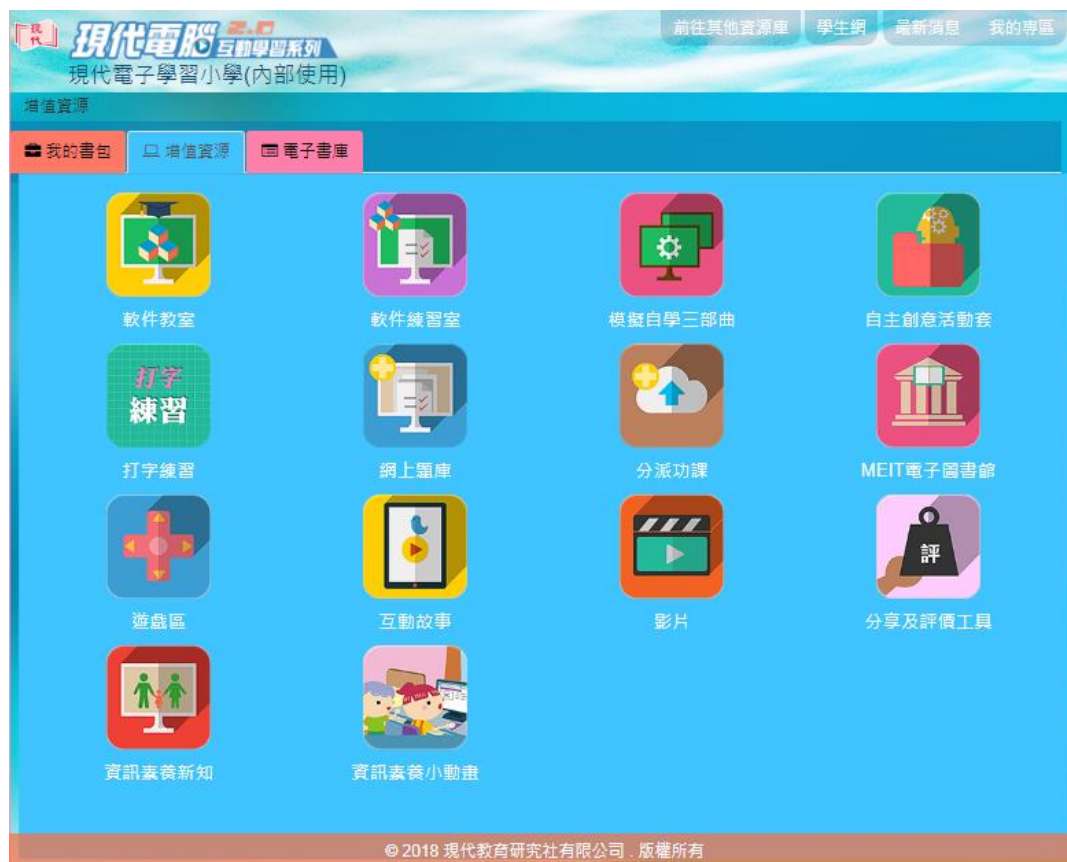 現代
現代電腦 2.0 互動學習系列
現代電子學習小學(內部使用)
前往其他資源庫 學生網 最新消息 我的專區
增值資源
我的書包 增值資源 電子書庫
軟件教室 軟件練習室 模擬自學三部曲 自主創意活動套
打字
練習
打字練習 網上題庫 分派功課 MEIT電子圖書館
評
遊戲區 互動故事 影片 分享及評價工具
資訊素養新知 資訊素養小動畫
© 2018 現代教育研究社有限公司 . 版權所有